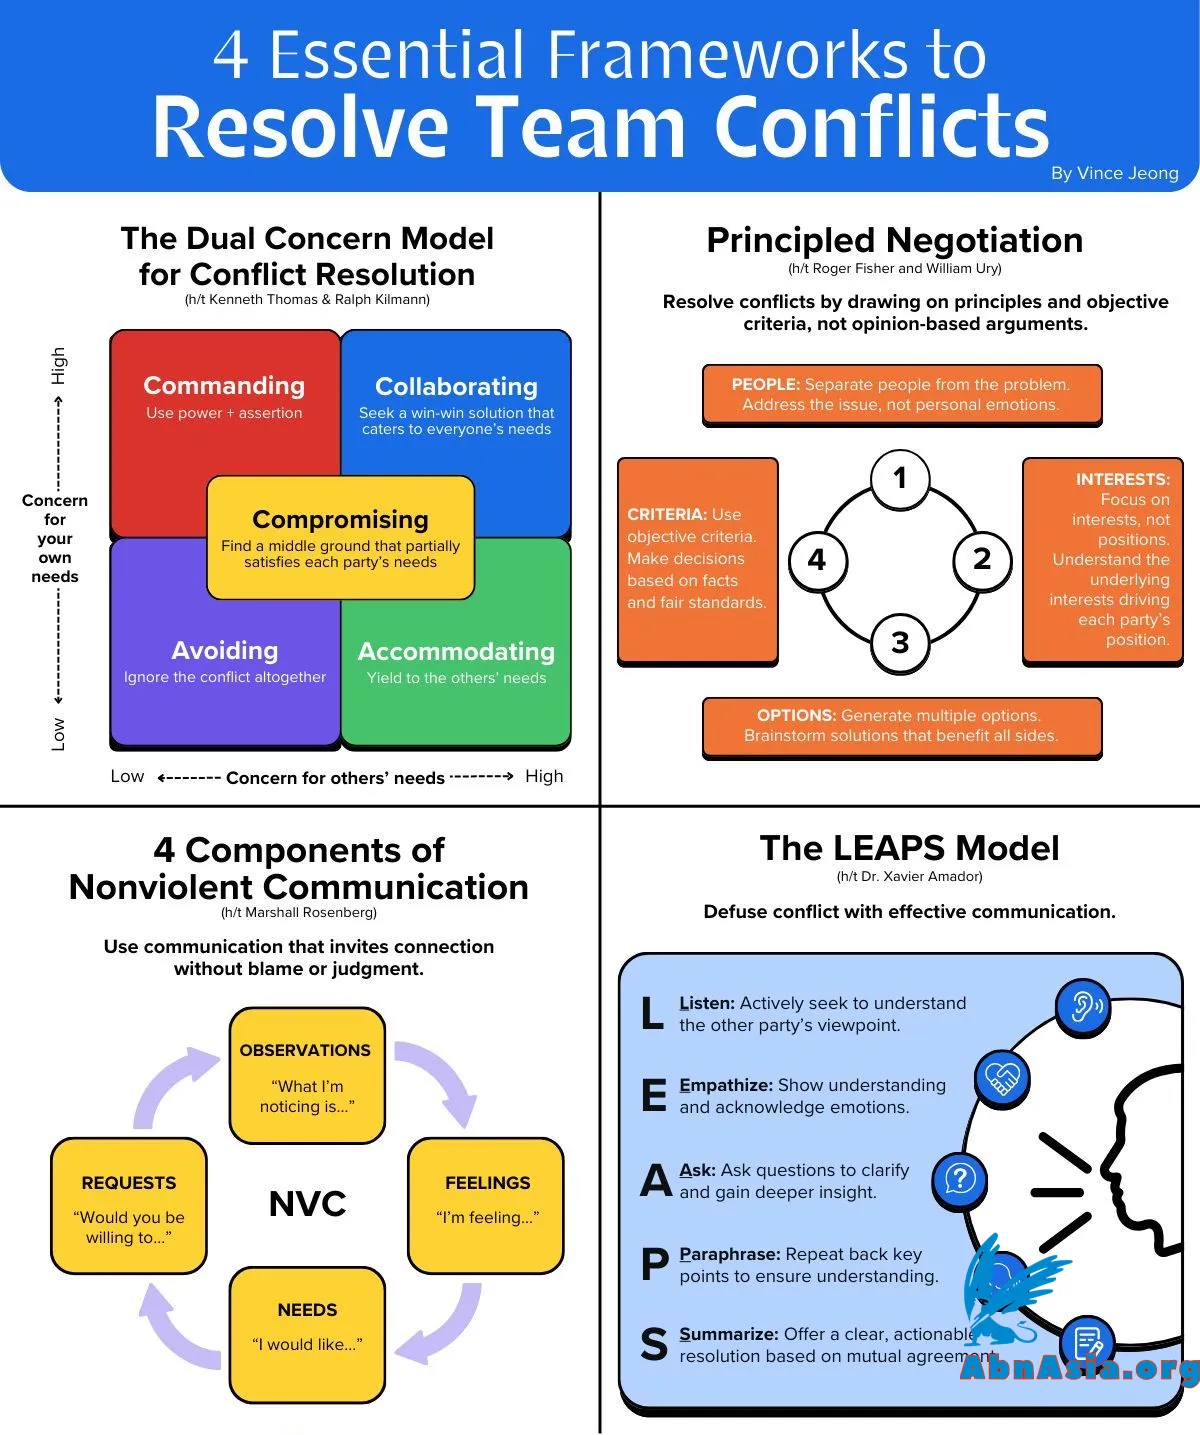 4 Essential Frameworks to
Resolve Team Conflicts
By Vince Jeong
The Dual Concern Model
for Conflict Resolution
(h/t Kenneth Thomas & Ralph Kilmann)
High
Concern
for
your
own
needs
Low
Commanding
Use power + assertion
Collaborating
Seek a win-win solution that
caters to everyone's needs
Compromising
Find a middle ground that partially
satisfies each party's needs
Avoiding
Ignore the conflict altogether
Accommodating
Yield to the others' needs
Low
Concern for others' needs
High
Principled Negotiation
(h/t Roger Fisher and William Ury)
Resolve conflicts by drawing on principles and objective
criteria, not opinion-based arguments.
PEOPLE: Separate people from the problem.
Address the issue, not personal emotions.
1
2
3
4
INTERESTS:
Focus on
interests, not
positions.
Understand the
underlying
interests driving
each party's
position.
OPTIONS: Generate multiple options.
Brainstorm solutions that benefit all sides.
CRITERIA: Use
objective criteria.
Make decisions
based on facts
and fair standards.
4 Components of
Nonviolent Communication
(h/t Marshall Rosenberg)
Use communication that invites connection
without blame or judgment.
OBSERVATIONS
“What I'm
noticing is...”
FEELINGS
“I'm feeling...”
NEEDS
“I would like...”
REQUESTS
“Would you be
willing to...”
NVC
The LEAPS Model
(h/t Dr. Xavier Amador)
Defuse conflict with effective communication.
L
Listen: Actively seek to understand
the other party's viewpoint.
E
Empathize: Show understanding
and acknowledge emotions.
A
Ask: Ask questions to clarify
and gain deeper insight.
P
Paraphrase: Repeat back key
points to ensure understanding.
S
Summarize: Offer a clear, actionable
resolution based on mutual agreement.
?
AbnAsia.org